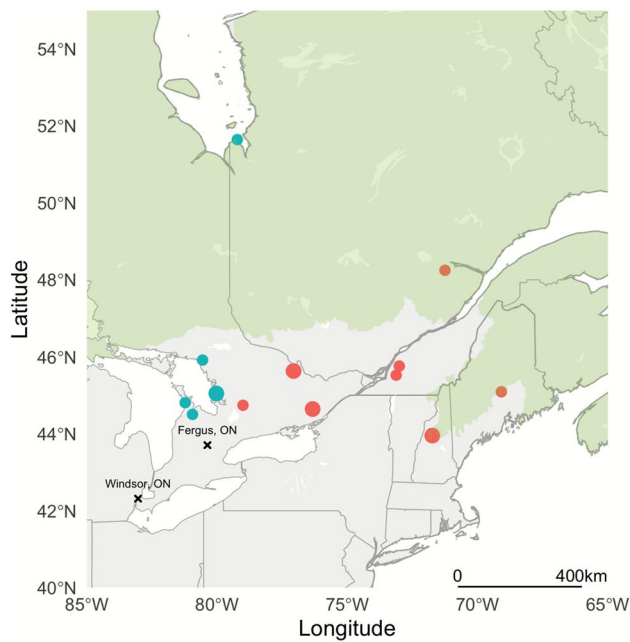 54°N
52°N
50°N
48°N
46°N
44°N
42°N
40°N
Latitude
Fergus, ON
Windsor, ON
0 400km
85°W 80°W 75°W 70°W 65°W
Longitude